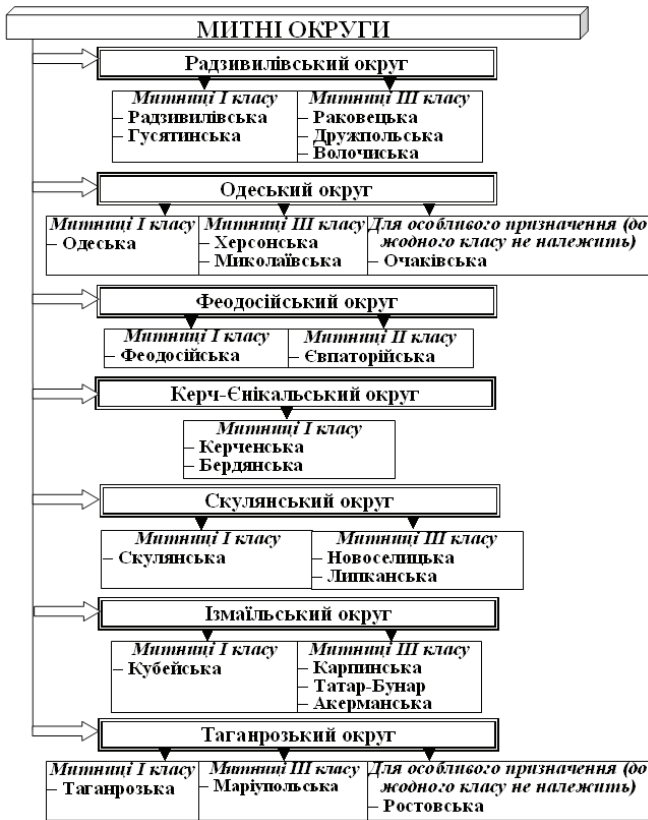 МИТНІ ОКРУГИ
Радзивилівський округ
Митниці І класу
– Радзивилівська
– Гусятинська
Митниці ІІІ класу
– Раковецька
– Дружпольська
– Волочиська
Одеський округ
Митниці І класу
– Одеська
Митниці ІІІ класу
– Херсонська
– Миколаївська
Для особливого призначення (до
жодного класу не належить)
– Очаківська
Феодосійський округ
Митниці І класу
– Феодосійська
Митниці ІІ класу
– Євпаторійська
Керч-Єнікальський округ
Митниці І класу
– Керченська
– Бердянська
Скулянський округ
Митниці І класу
– Скулянська
Митниці ІІІ класу
– Новоселицька
– Липканська
Ізмаїльський округ
Митниці І класу
– Кубейська
Митниці ІІІ класу
– Карпинська
– Татар-Бунар
– Акерманська
Таганрозький округ
Митниці І класу
– Таганрозька
Митниці ІІІ класу
– Маріупольська
Для особливого призначення (до
жодного класу не належить)
– Ростовська